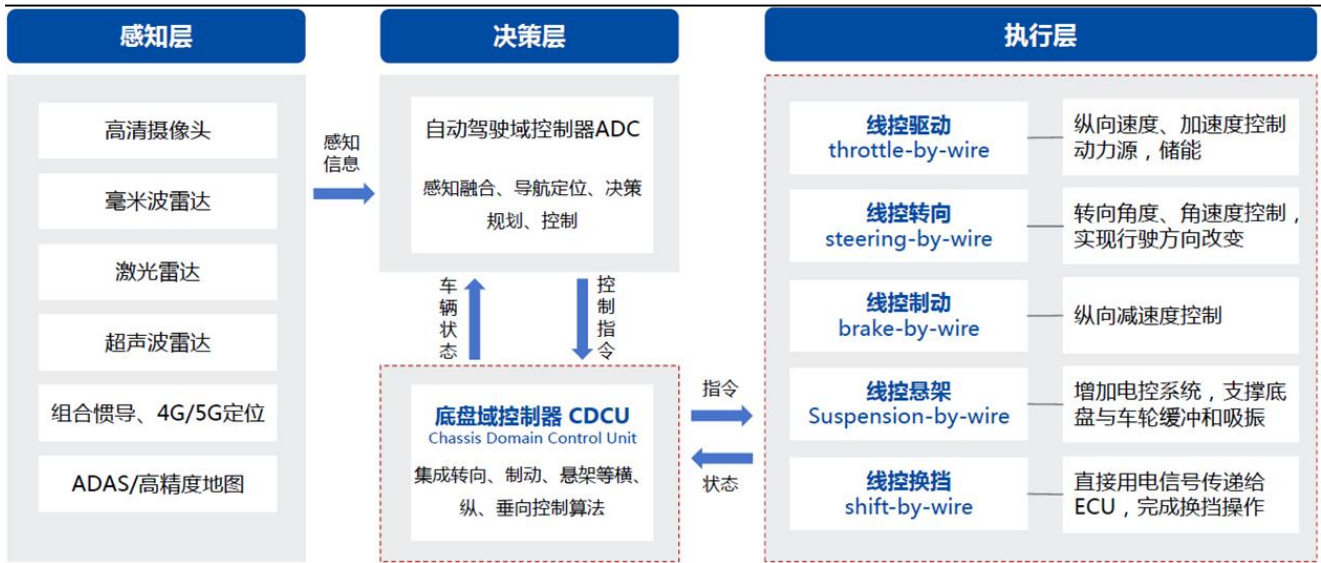 感知层
高清摄像头
毫米波雷达
激光雷达
超声波雷达
组合惯导、4G/5G定位
ADAS/高精度地图
感知
信息
决策层
自动驾驶域控制器ADC
感知融合、导航定位、决策
规划、控制
车辆状态
控制指令
底盘域控制器 CDCU
Chassis Domain Control Unit
集成转向、制动、悬架等横、
纵、垂向控制算法
指令
状态
执行层
线控驱动
throttle-by-wire
纵向速度、加速度控制
动力源，储能
线控转向
steering-by-wire
转向角度、角速度控制，
实现行驶方向改变
线控制动
brake-by-wire
纵向减速度控制
线控悬架
Suspension-by-wire
增加电控系统，支撑底
盘与车轮缓冲和吸振
线控换挡
shift-by-wire
直接用电信号传递给
ECU，完成换挡操作